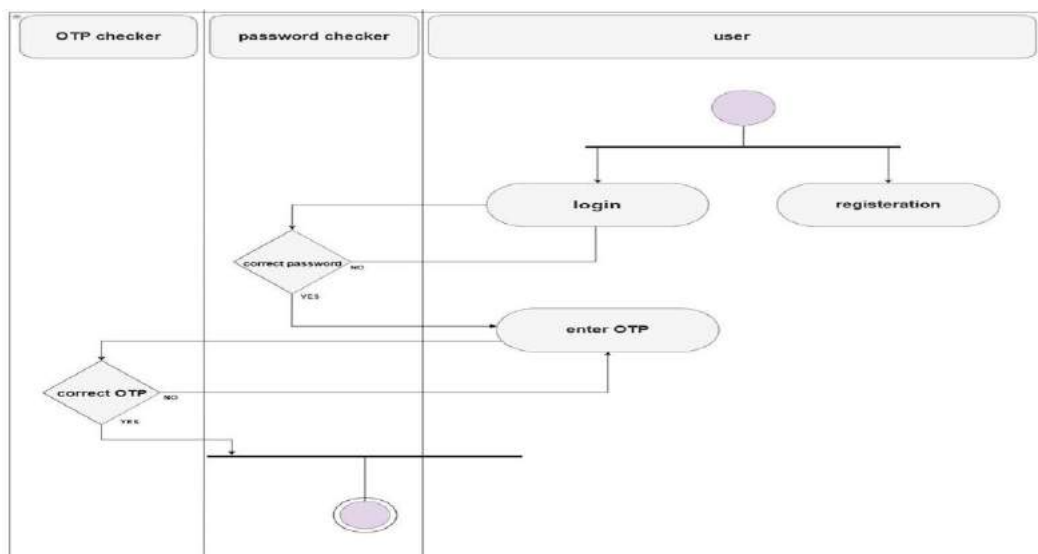 OTP checker
password checker
user
login
registeration
correct password
NO
YES
enter OTP
correct OTP
NO
YES